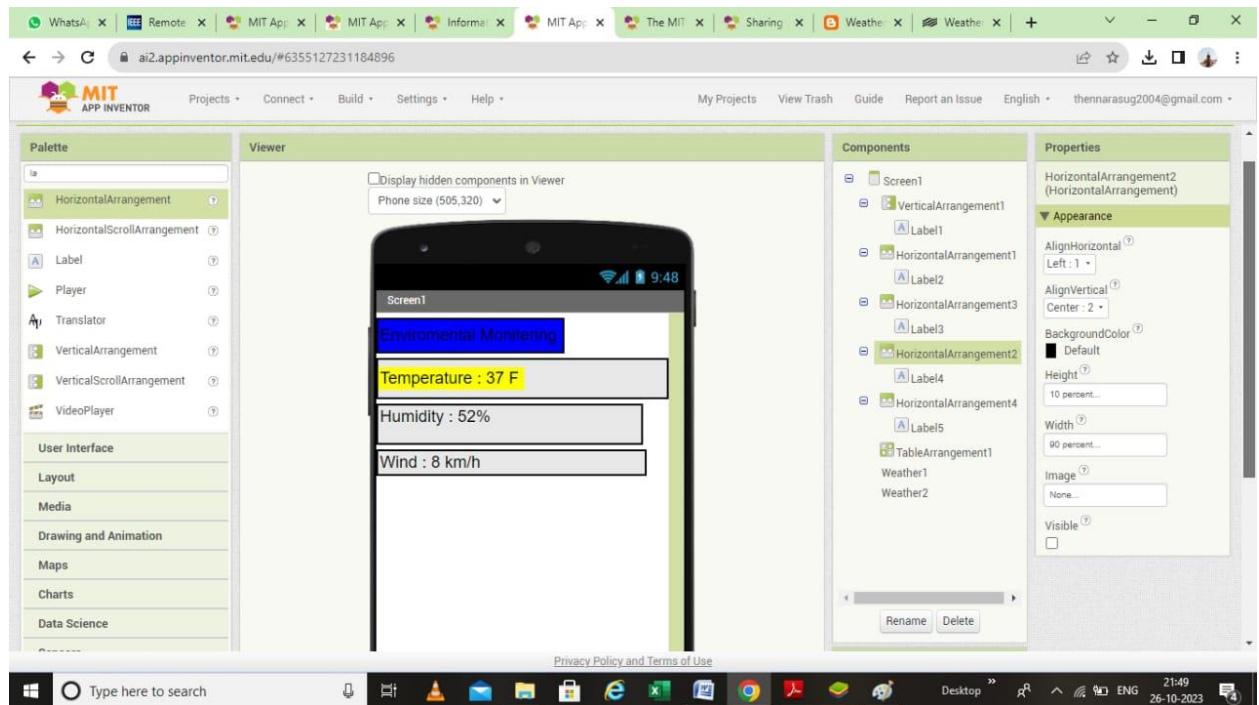 WhatsA
Remote
MIT App
MIT App
Informat
MIT App
The MIT
Sharing
Weathe
Weathe
ai2.appinventor.mit.edu/#6355127231184896
MIT
APP INVENTOR
Projects
Connect
Build
Settings
Help
My Projects
View Trash
Guide
Report an Issue
English
thennarasug2004@gmail.com
Palette
la
HorizontalArrangement
HorizontalScrollArrangement
Label
Player
Translator
VerticalArrangement
VerticalScrollArrangement
VideoPlayer
User Interface
Layout
Media
Drawing and Animation
Maps
Charts
Data Science
Viewer
Display hidden components in Viewer
Phone size (505,320)
9:48
Screen1
Enviromental Monitering
Temperature : 37 F
Humidity : 52%
Wind : 8 km/h
Components
Screen1
VerticalArrangement1
Label1
HorizontalArrangement1
Label2
HorizontalArrangement3
Label3
HorizontalArrangement2
Label4
HorizontalArrangement4
Label5
TableArrangement1
Weather1
Weather2
Rename
Delete
Properties
HorizontalArrangement2
(HorizontalArrangement)
Appearance
AlignHorizontal
Left : 1
AlignVertical
Center : 2
BackgroundColor
Default
Height
10 percent...
Width
90 percent...
Image
None...
Visible
Privacy Policy and Terms of Use
Type here to search
Desktop
ENG
21:49
26-10-2023